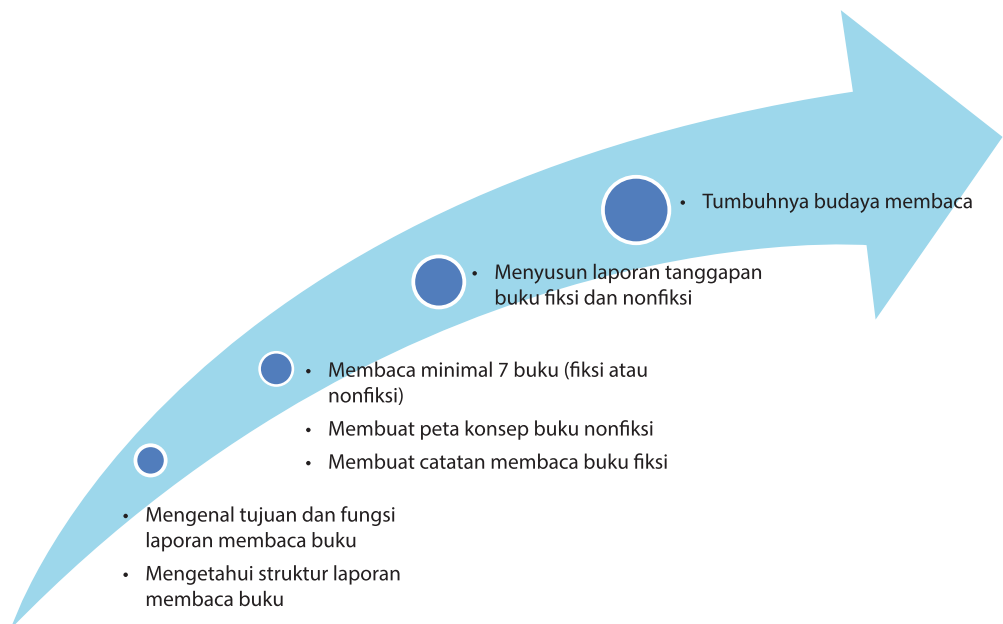 • Tumbuhnya budaya membaca
• Menyusun laporan tanggapan
buku fiksi dan nonfiksi
• Membaca minimal 7 buku (fiksi atau
nonfiksi)
• Membuat peta konsep buku nonfiksi
• Membuat catatan membaca buku fiksi
• Mengenal tujuan dan fungsi
laporan membaca buku
• Mengetahui struktur laporan
membaca buku